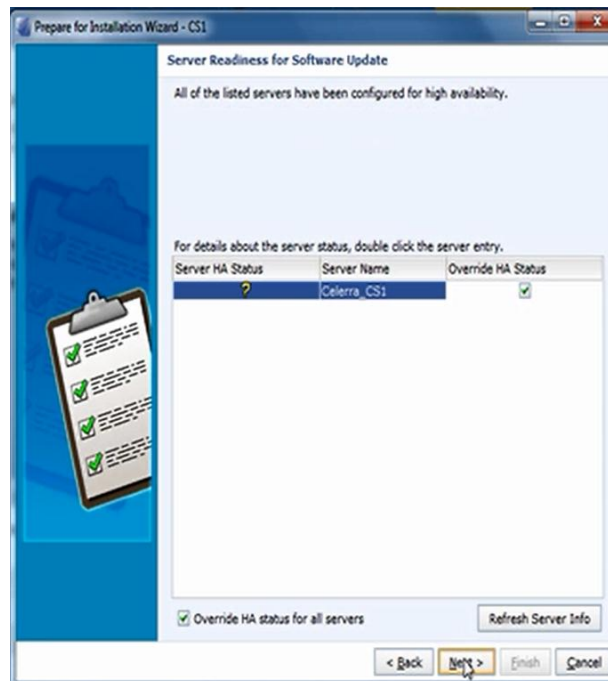 Prepare for Installation Wizard - CS1
Server Readiness for Software Update
All of the listed servers have been configured for high availability.
For details about the server status, double click the server entry.
Server HA Status Server Name Override HA Status
? Celerra_CS1
Override HA status for all servers Refresh Server Info
< Back Next > Finish Cancel